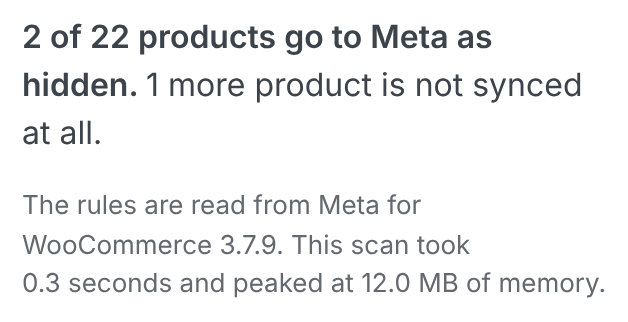 2 of 22 products go to Meta as
hidden. 1 more product is not synced
at all.
The rules are read from Meta for
WooCommerce 3.7.9. This scan took
0.3 seconds and peaked at 12.0 MB of memory.